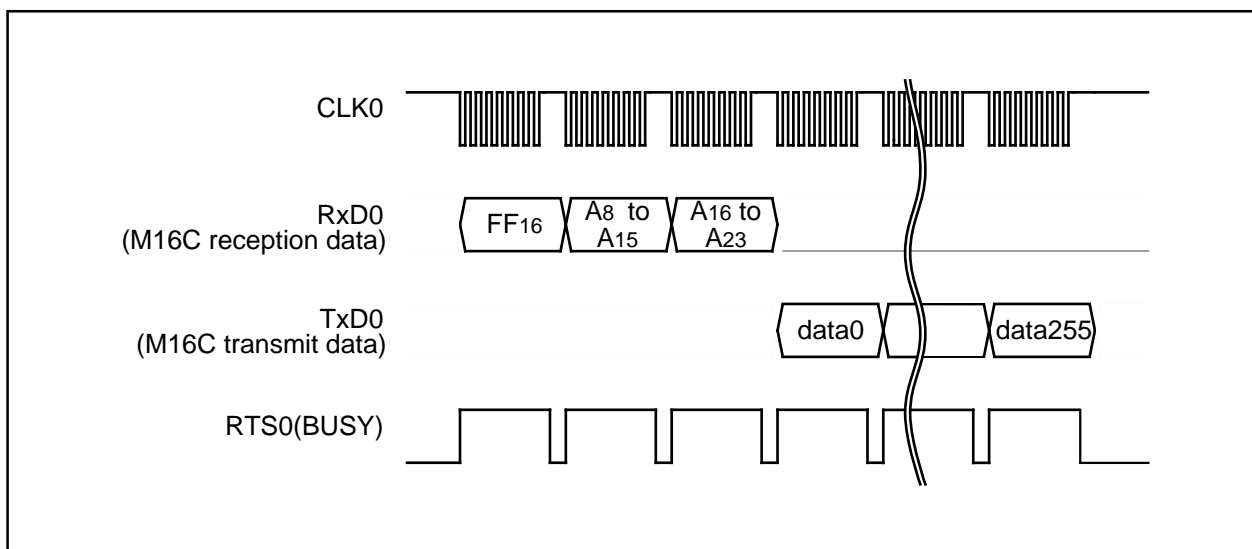 CLK0
RxD0
(M16C reception data)
FF16
A8 to
A15
A16 to
A23
TxD0
(M16C transmit data)
data0
data255
RTS0(BUSY)